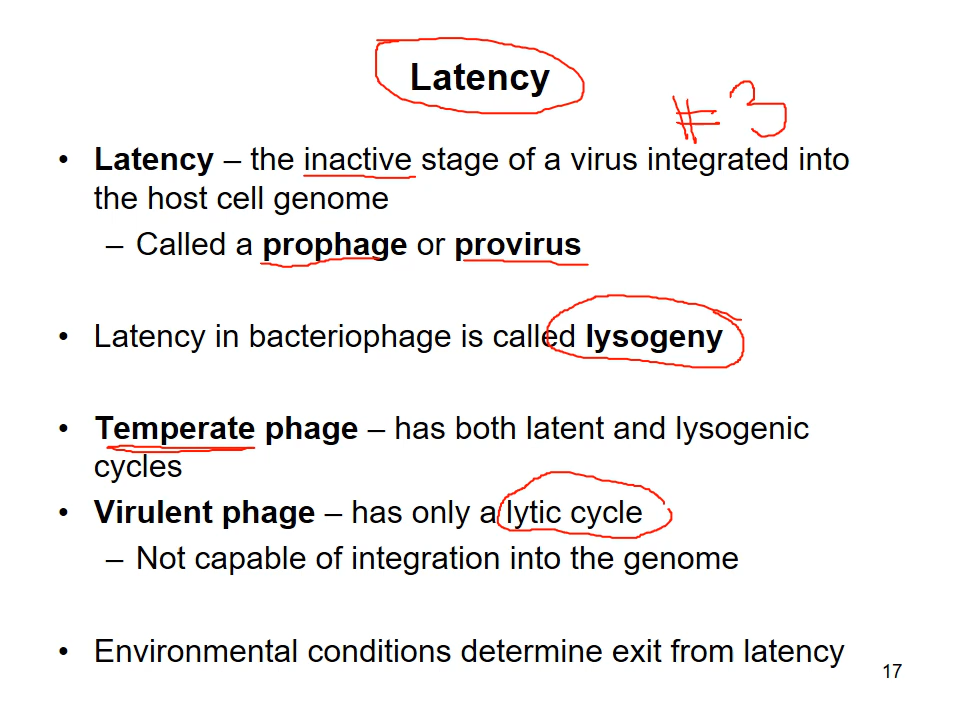 Latency
#3
• Latency – the inactive stage of a virus integrated into
the host cell genome
– Called a prophage or provirus
• Latency in bacteriophage is called lysogeny
• Temperate phage – has both latent and lysogenic
cycles
• Virulent phage – has only a lytic cycle
– Not capable of integration into the genome
• Environmental conditions determine exit from latency
17